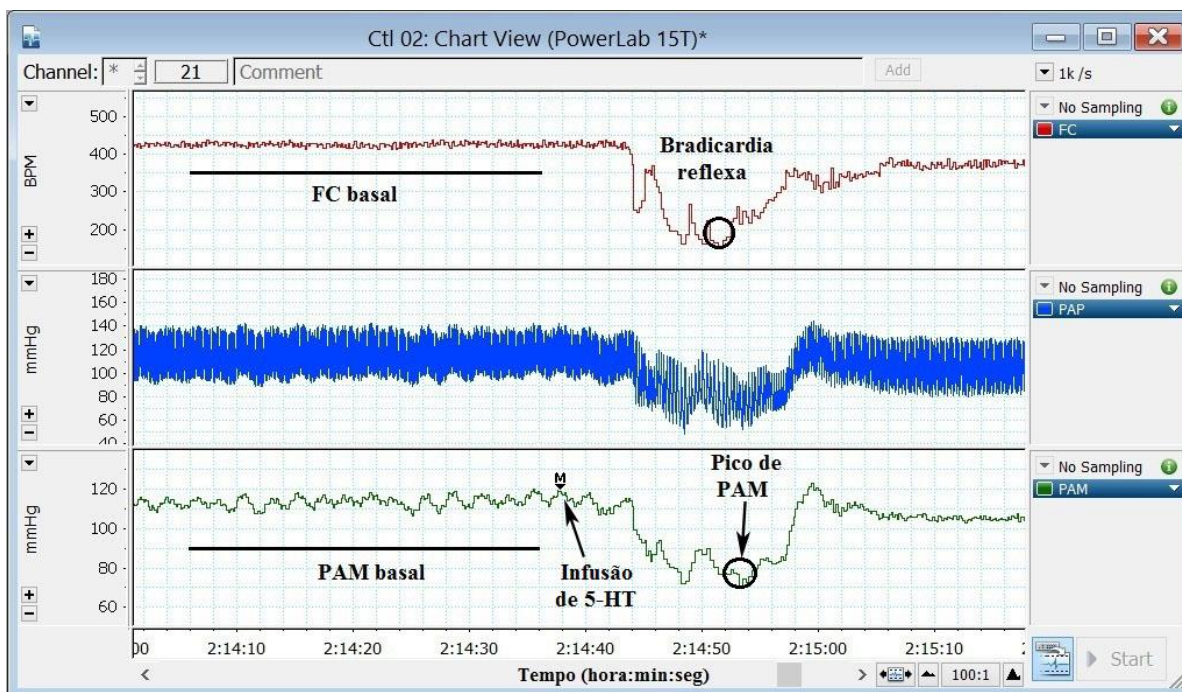 Ctl 02: Chart View (PowerLab 15T)*
Channel: * 21 Comment Add 1k /s
No Sampling
FC
500
400
300
200
BPM
Bradicardia
reflexa
FC basal
No Sampling
PAP
180
160
140
120
100
80
60
40
mmHg
No Sampling
PAM
120
100
80
60
mmHg
M
Pico de
PAM
PAM basal
Infusão
de 5-HT
00 2:14:10 2:14:20 2:14:30 2:14:40 2:14:50 2:15:00 2:15:10
Tempo (hora:min:seg) 100:1 Start